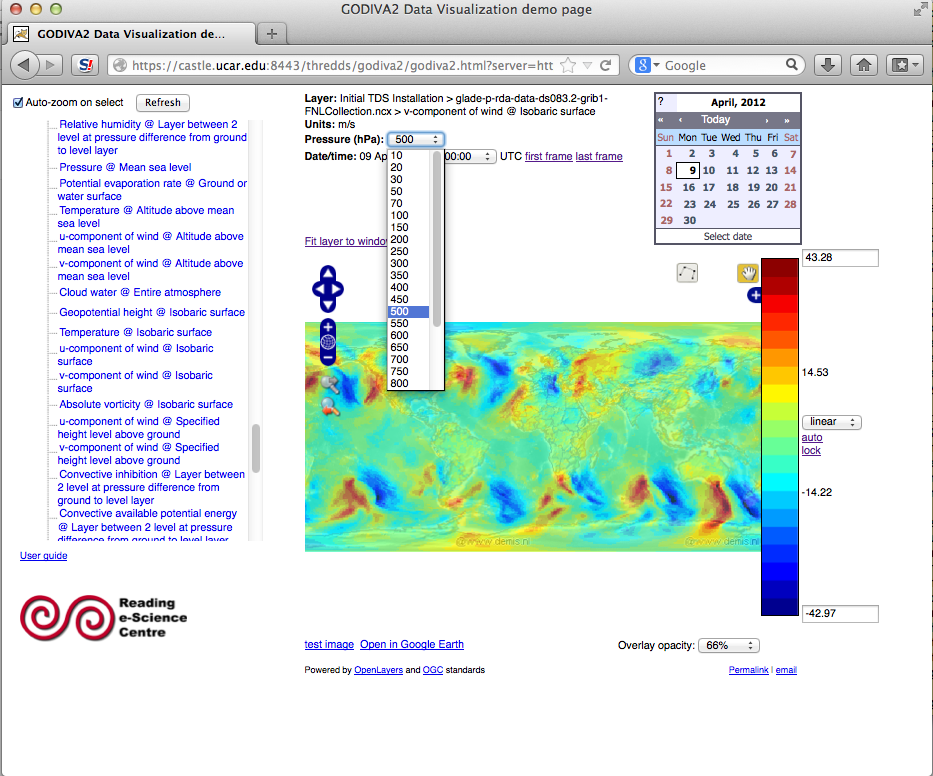 GODIVA2 Data Visualization demo page
GODIVA2 Data Visualization de...
https://castle.ucar.edu:8443/thredds/godiva2/godiva2.html?server=htt
Google
Auto-zoom on select
Refresh
Relative humidity @ Layer between 2
level at pressure difference from ground
to level layer
Pressure @ Mean sea level
Potential evaporation rate @ Ground or
water surface
Temperature @ Altitude above mean
sea level
u-component of wind @ Altitude above
mean sea level
v-component of wind @ Altitude above
mean sea level
Cloud water @ Entire atmosphere
Geopotential height @ Isobaric surface
Temperature @ Isobaric surface
u-component of wind @ Isobaric
surface
v-component of wind @ Isobaric
surface
Absolute vorticity @ Isobaric surface
u-component of wind @ Specified
height level above ground
v-component of wind @ Specified
height level above ground
Convective inhibition @ Layer between
2 level at pressure difference from
ground to level layer
Convective available potential energy
@ Layer between 2 level at pressure
difference from ground to level layer
User guide
Reading
e-Science
Centre
Layer: Initial TDS Installation > glade-p-rda-data-ds083.2-grib1-
FNLCollection.ncx > v-component of wind @ Isobaric surface
Units: m/s
Pressure (hPa): 500
Date/time: 09 Ap 00:00 UTC first frame last frame
10
20
30
50
70
100
150
200
250
300
350
400
450
500
550
600
650
700
750
800
Fit layer to window
? April, 2012
« ‹ Today › »
Sun Mon Tue Wed Thu Fri Sat
1 2 3 4 5 6 7
8 9 10 11 12 13 14
15 16 17 18 19 20 21
22 23 24 25 26 27 28
29 30
Select date
43.28
14.53
linear
auto
lock
-14.22
-42.97
@www.demis.nl
@www.demis.nl
test image Open in Google Earth
Overlay opacity: 66%
Powered by OpenLayers and OGC standards
Permalink | email